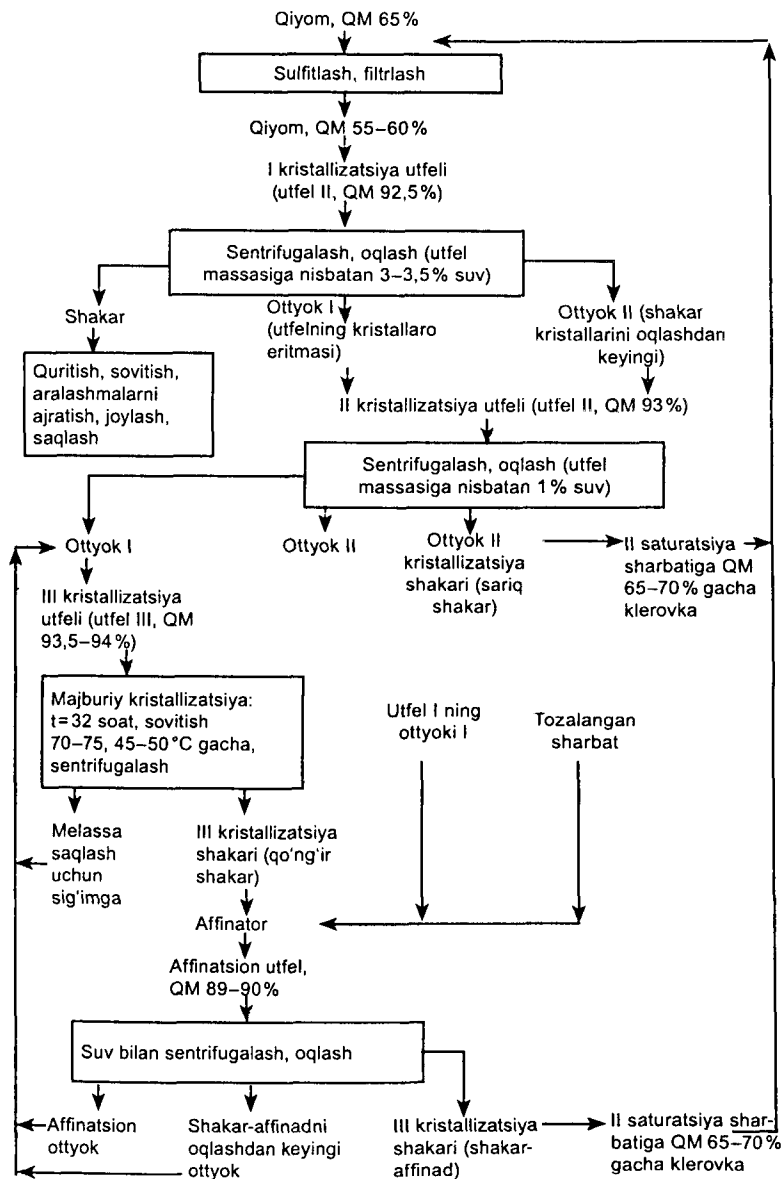 Qiyom, QM 65%
Sulfitlash, filtrlash
Qiyom, QM 55–60%
I kristallizatsiya utfeli
(utfel II, QM 92,5%)
Sentrifugalash, oqlash (utfel
massasiga nisbatan 3–3,5% suv)
Shakar
Quritish, sovitish,
aralashmalarni
ajratish, joylash,
saqlash
Ottyok I
(utfelning kristallaro
eritmasi)
Ottyok II (shakar
kristallarini oqlashdan
keyingi)
II kristallizatsiya utfeli (utfel II, QM 93%)
Sentrifugalash, oqlash (utfel
massasiga nisbatan 1% suv)
Ottyok I
Ottyok II
Ottyok II
kristallizatsiya
shakari (sariq
shakar)
II saturatsiya
sharbatiga QM
65–70% gacha
klerovka
III kristallizatsiya
utfeli (utfel III, QM
93,5–94%)
Majburiy kristallizatsiya:
t=32 soat, sovitish
70–75, 45–50°C gacha,
sentrifugalash
Utfel I ning
ottyoki I
Tozalangan
sharbat
Melassa
saqlash
uchun
sig'imga
III kristallizatsiya
shakari (qo'ng'ir
shakar)
Affinator
Affinatsion utfel,
QM 89–90%
Suv bilan sentrifugalash, oqlash
Affinatsion
ottyok
Shakar-affinadni
oqlashdan keyingi
ottyok
III kristallizatsiya
shakari (shakar-
affinad)
II saturatsiya shar-
batiga QM 65–70%
gacha klerovka